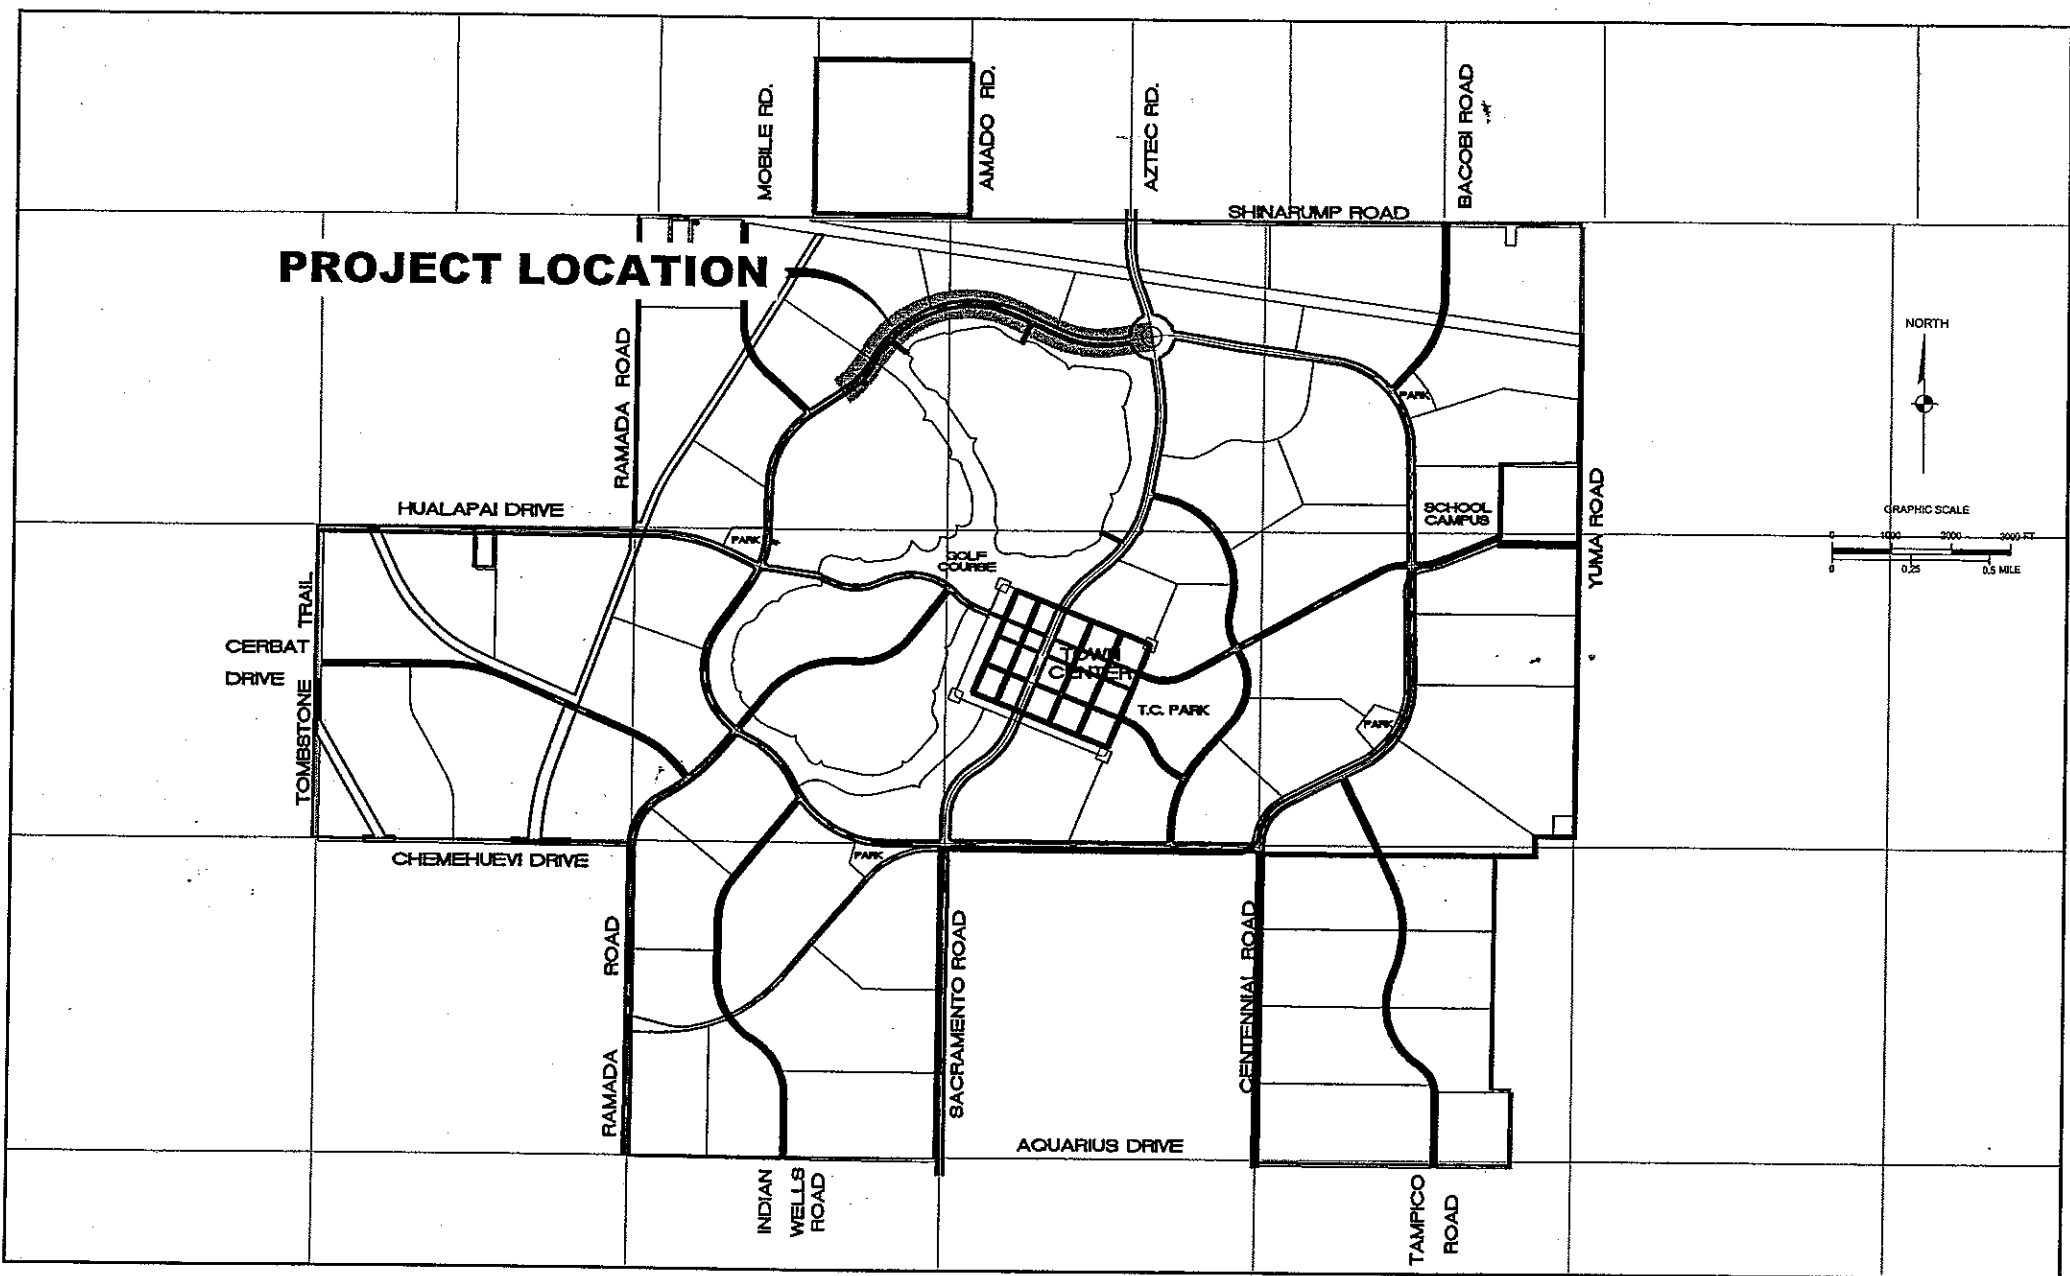 MOBILE RD.
AMADO RD.
AZTEC RD.
BACOBI ROAD
SHINARUMP ROAD
PROJECT LOCATION
NORTH
RAMADA ROAD
PARK
HUALAPAI DRIVE
SCHOOL
CAMPUS
YUMA ROAD
GRAPHIC SCALE
0 1000 2000 3000 FT
0 0.25 0.5 MILE
PARK
GOLF
COURSE
TOMBSTONE TRAIL
CERBAT
DRIVE
TOWN
CENTER
T.C. PARK
PARK
CHEMEHUEVI DRIVE
PARK
RAMADA ROAD
SACRAMENTO ROAD
CENTENNIAL ROAD
AQUARIUS DRIVE
INDIAN
WELLS
ROAD
TAMPICO
ROAD